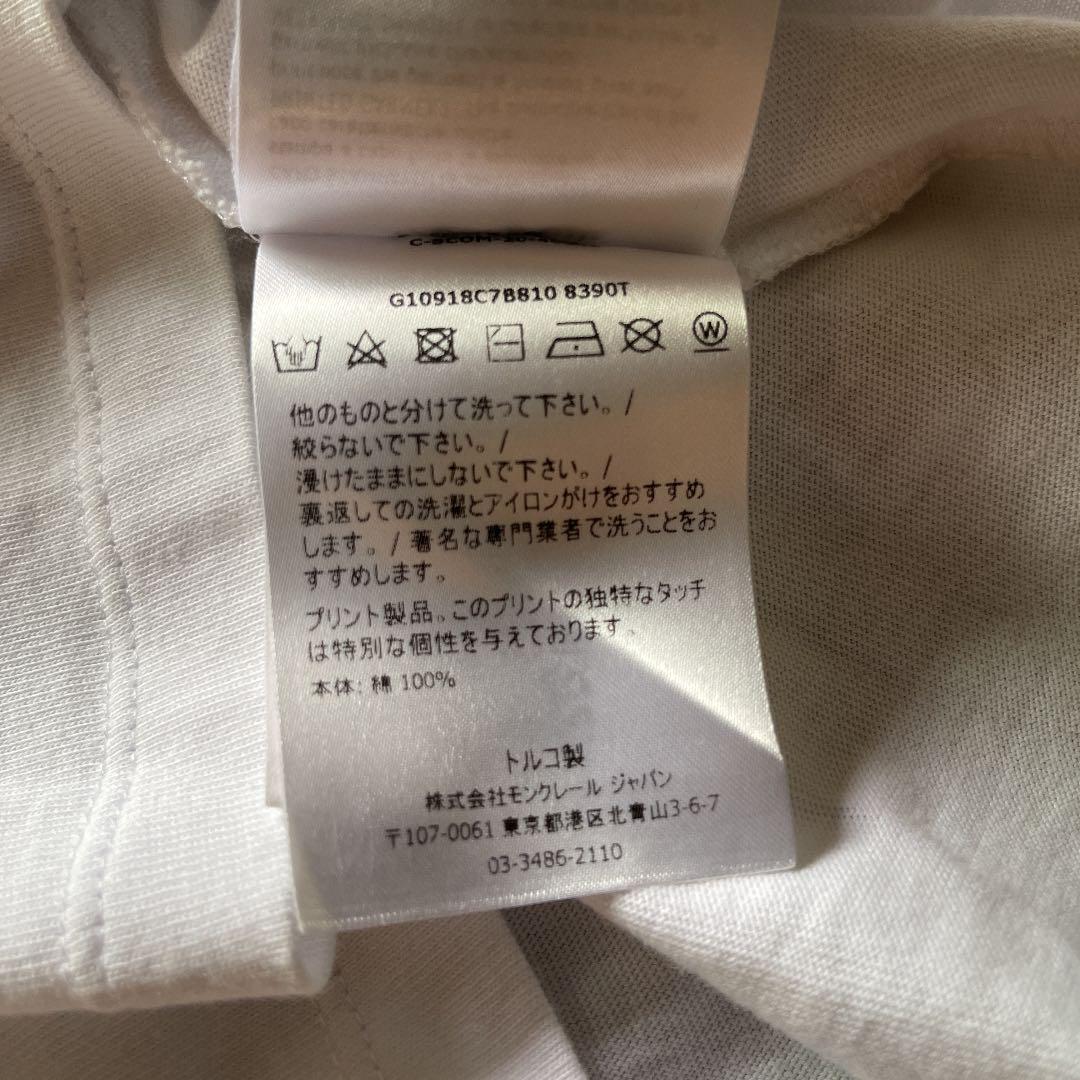 G10918C7B810 8390T
W
他のものと分けて洗って下さい。/
絞らないで下さい。/
浸けたままにしないで下さい。/
裏返しての洗濯とアイロンがけをおすすめ
します。/ 著名な専門業者で洗うことをお
すすめします。
プリント製品。このプリントの独特なタッチ
は特別な個性を与えております。
本体: 綿 100%
トルコ製
株式会社モンクレール ジャパン
〒107-0061 東京都港区北青山3-6-7
03-3486-2110